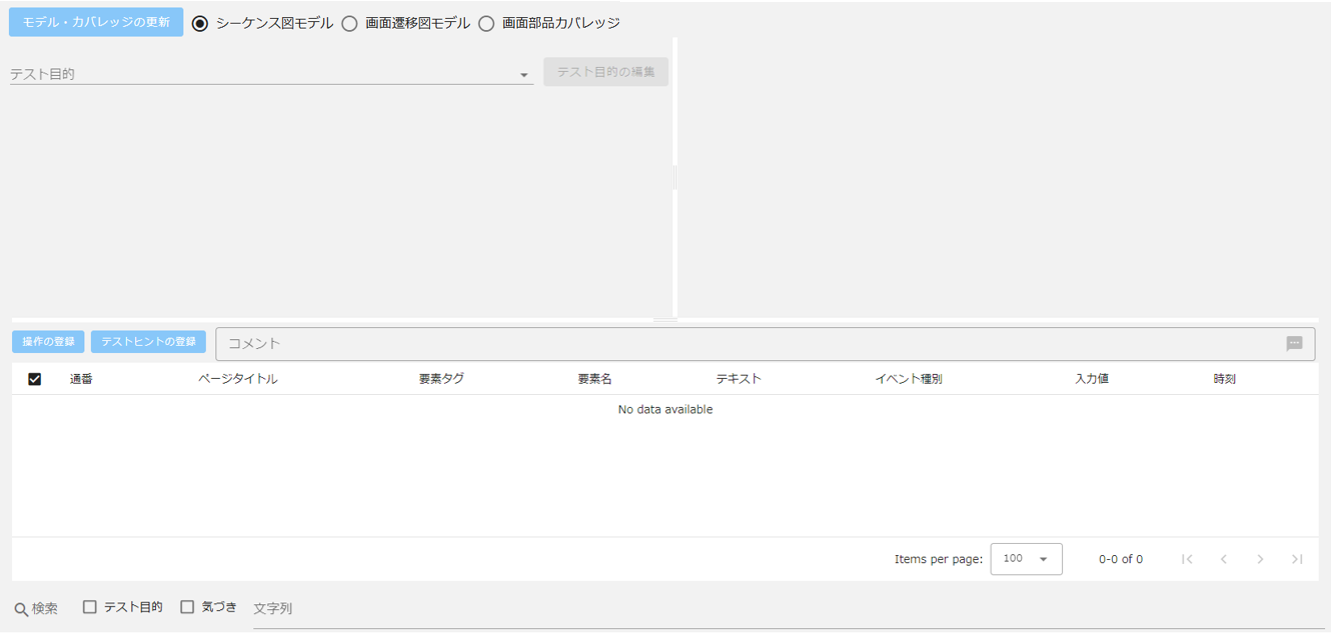 モデル・カバレッジの更新 シーケンス図モデル 画面遷移図モデル 画面部品カバレッジ
テスト目的 テスト目的の編集
操作の登録 テストヒントの登録 コメント
通番 ページタイトル 要素タグ 要素名 テキスト イベント種別 入力値 時刻
No data available
Items per page: 100 0-0 of 0
検索 テスト目的 気づき 文字列